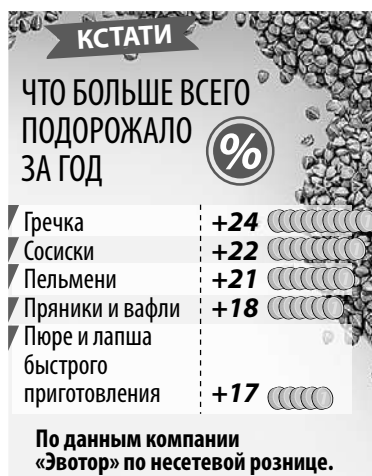 КСТАТИ
ЧТО БОЛЬШЕ ВСЕГО
ПОДОРОЖАЛО
ЗА ГОД
%
Гречка +24
Сосиски +22
Пельмени +21
Пряники и вафли +18
Пюре и лапша
быстрого
приготовления +17
По данным компании
«Эвотор» по несетевой рознице.